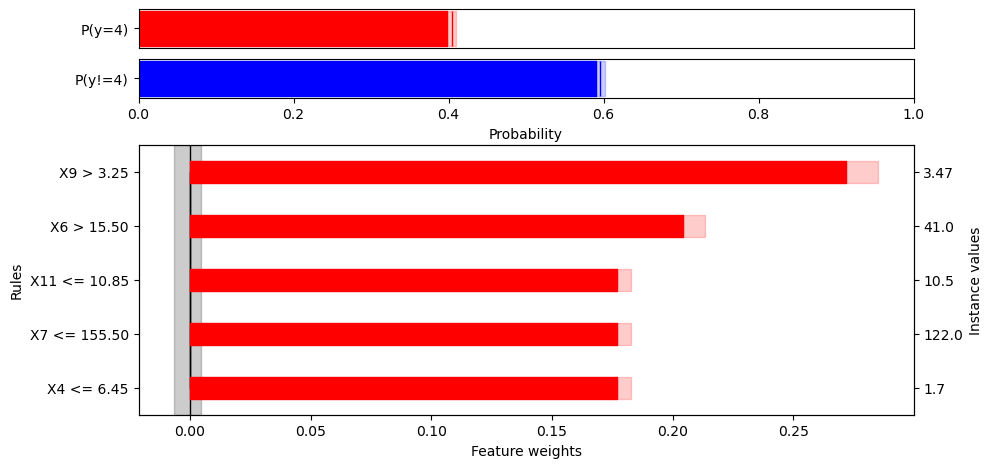 P(y=4)
P(y!=4)
0.0 0.2 0.4 0.6 0.8 1.0
Probability
X9 > 3.25 3.47
X6 > 15.50 41.0
X11 <= 10.85 10.5
X7 <= 155.50 122.0
X4 <= 6.45 1.7
Rules
Instance values
0.00 0.05 0.10 0.15 0.20 0.25
Feature weights